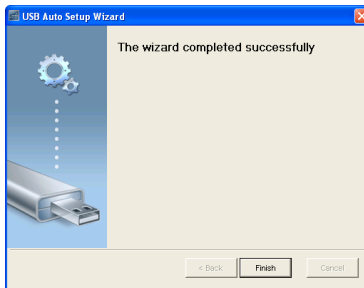 USB Auto Setup Wizard
The wizard completed successfully
< Back
Finish
Cancel